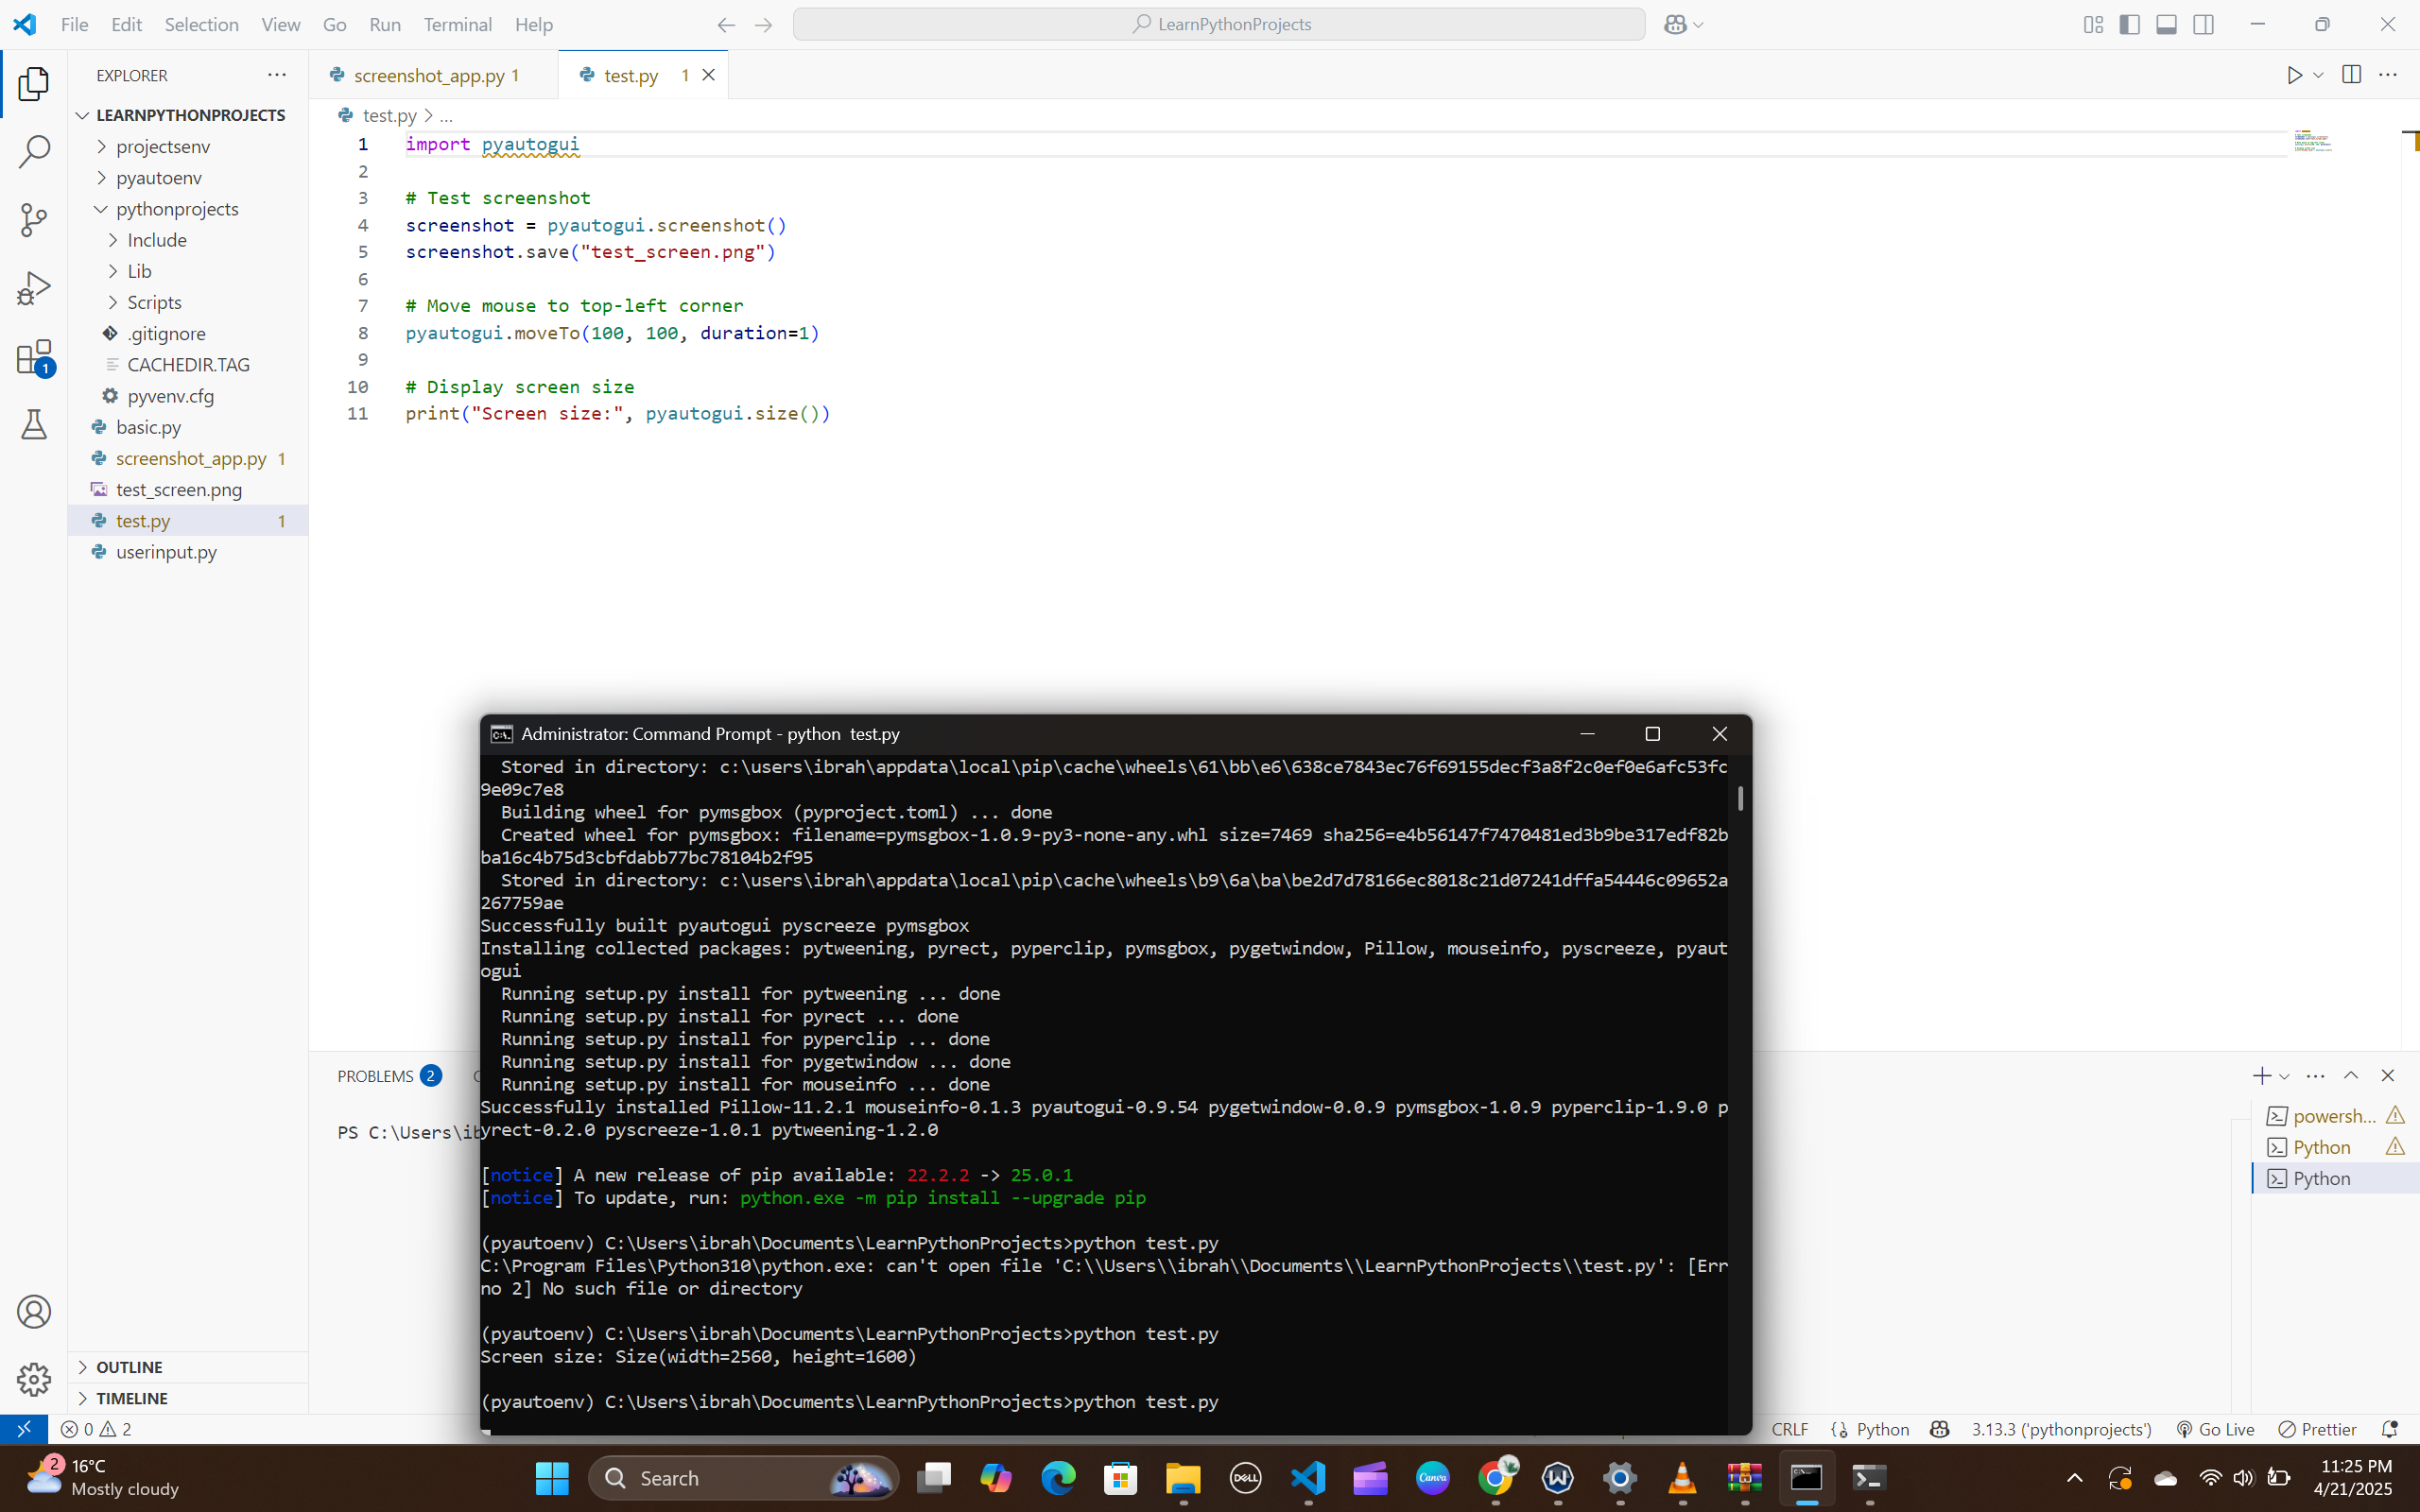 File Edit Selection View Go Run Terminal Help
LearnPythonProjects
EXPLORER
LEARNPYTHONPROJECTS
projectsenv
pyautoenv
pythonprojects
Include
Lib
Scripts
.gitignore
CACHEDIR.TAG
pyvenv.cfg
basic.py
screenshot_app.py 1
test_screen.png
test.py 1
userinput.py
OUTLINE
TIMELINE
1
screenshot_app.py 1
test.py 1
test.py > ...
1 import pyautogui
2
3 # Test screenshot
4 screenshot = pyautogui.screenshot()
5 screenshot.save("test_screen.png")
6
7 # Move mouse to top-left corner
8 pyautogui.moveTo(100, 100, duration=1)
9
10 # Display screen size
11 print("Screen size:", pyautogui.size())
PROBLEMS 2
PS C:\Users\ib
powersh...
Python
Python
Administrator: Command Prompt - python  test.py
  Stored in directory: c:\users\ibrah\appdata\local\pip\cache\wheels\61\bb\e6\638ce7843ec76f69155decf3a8f2c0ef0e6afc53fc
9e09c7e8
  Building wheel for pymsgbox (pyproject.toml) ... done
  Created wheel for pymsgbox: filename=pymsgbox-1.0.9-py3-none-any.whl size=7469 sha256=e4b56147f7470481ed3b9be317edf82b
ba16c4b75d3cbfdabb77bc78104b2f95
  Stored in directory: c:\users\ibrah\appdata\local\pip\cache\wheels\b9\6a\ba\be2d7d78166ec8018c21d07241dffa54446c09652a
267759ae
Successfully built pyautogui pyscreeze pymsgbox
Installing collected packages: pytweening, pyrect, pyperclip, pymsgbox, pygetwindow, Pillow, mouseinfo, pyscreeze, pyaut
ogui
  Running setup.py install for pytweening ... done
  Running setup.py install for pyrect ... done
  Running setup.py install for pyperclip ... done
  Running setup.py install for pygetwindow ... done
  Running setup.py install for mouseinfo ... done
Successfully installed Pillow-11.2.1 mouseinfo-0.1.3 pyautogui-0.9.54 pygetwindow-0.0.9 pymsgbox-1.0.9 pyperclip-1.9.0 p
yrect-0.2.0 pyscreeze-1.0.1 pytweening-1.2.0
[notice] A new release of pip available: 22.2.2 -> 25.0.1
[notice] To update, run: python.exe -m pip install --upgrade pip
(pyautoenv) C:\Users\ibrah\Documents\LearnPythonProjects>python test.py
C:\Program Files\Python310\python.exe: can't open file 'C:\\Users\\ibrah\\Documents\\LearnPythonProjects\\test.py': [Err
no 2] No such file or directory
(pyautoenv) C:\Users\ibrah\Documents\LearnPythonProjects>python test.py
Screen size: Size(width=2560, height=1600)
(pyautoenv) C:\Users\ibrah\Documents\LearnPythonProjects>python test.py
0 2
CRLF {} Python 3.13.3 ('pythonprojects') Go Live Prettier
2
16°C
Mostly cloudy
Search
DELL
Canva
11:25 PM
4/21/2025